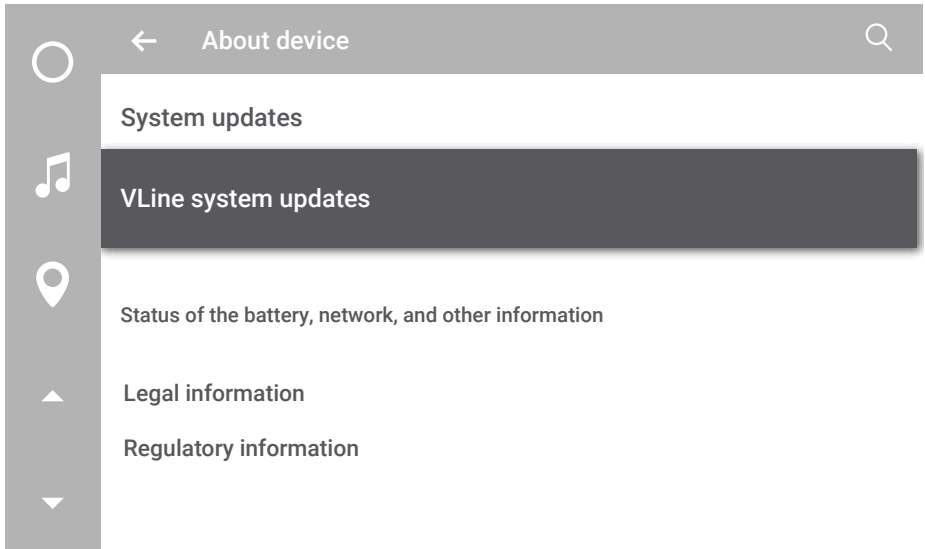 About device
System updates
VLine system updates
Status of the battery, network, and other information
Legal information
Regulatory information